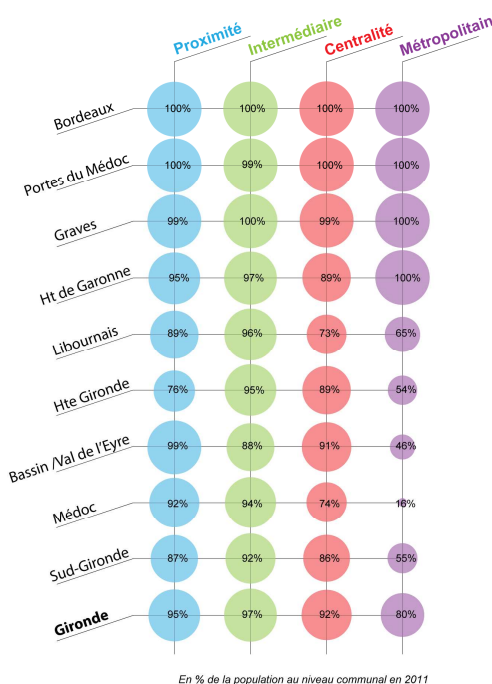 Proximité Intermédiaire Centralité Métropolitain
Bordeaux 100% 100% 100% 100%
Portes du Médoc 100% 99% 100% 100%
Graves 99% 100% 99% 100%
Ht de Garonne 95% 97% 89% 100%
Libournais 89% 96% 73% 65%
Hte Gironde 76% 95% 89% 54%
Bassin /Val de l'Eyre 99% 88% 91% 46%
Médoc 92% 94% 74% 16%
Sud-Gironde 87% 92% 86% 55%
Gironde 95% 97% 92% 80%
En % de la population au niveau communal en 2011